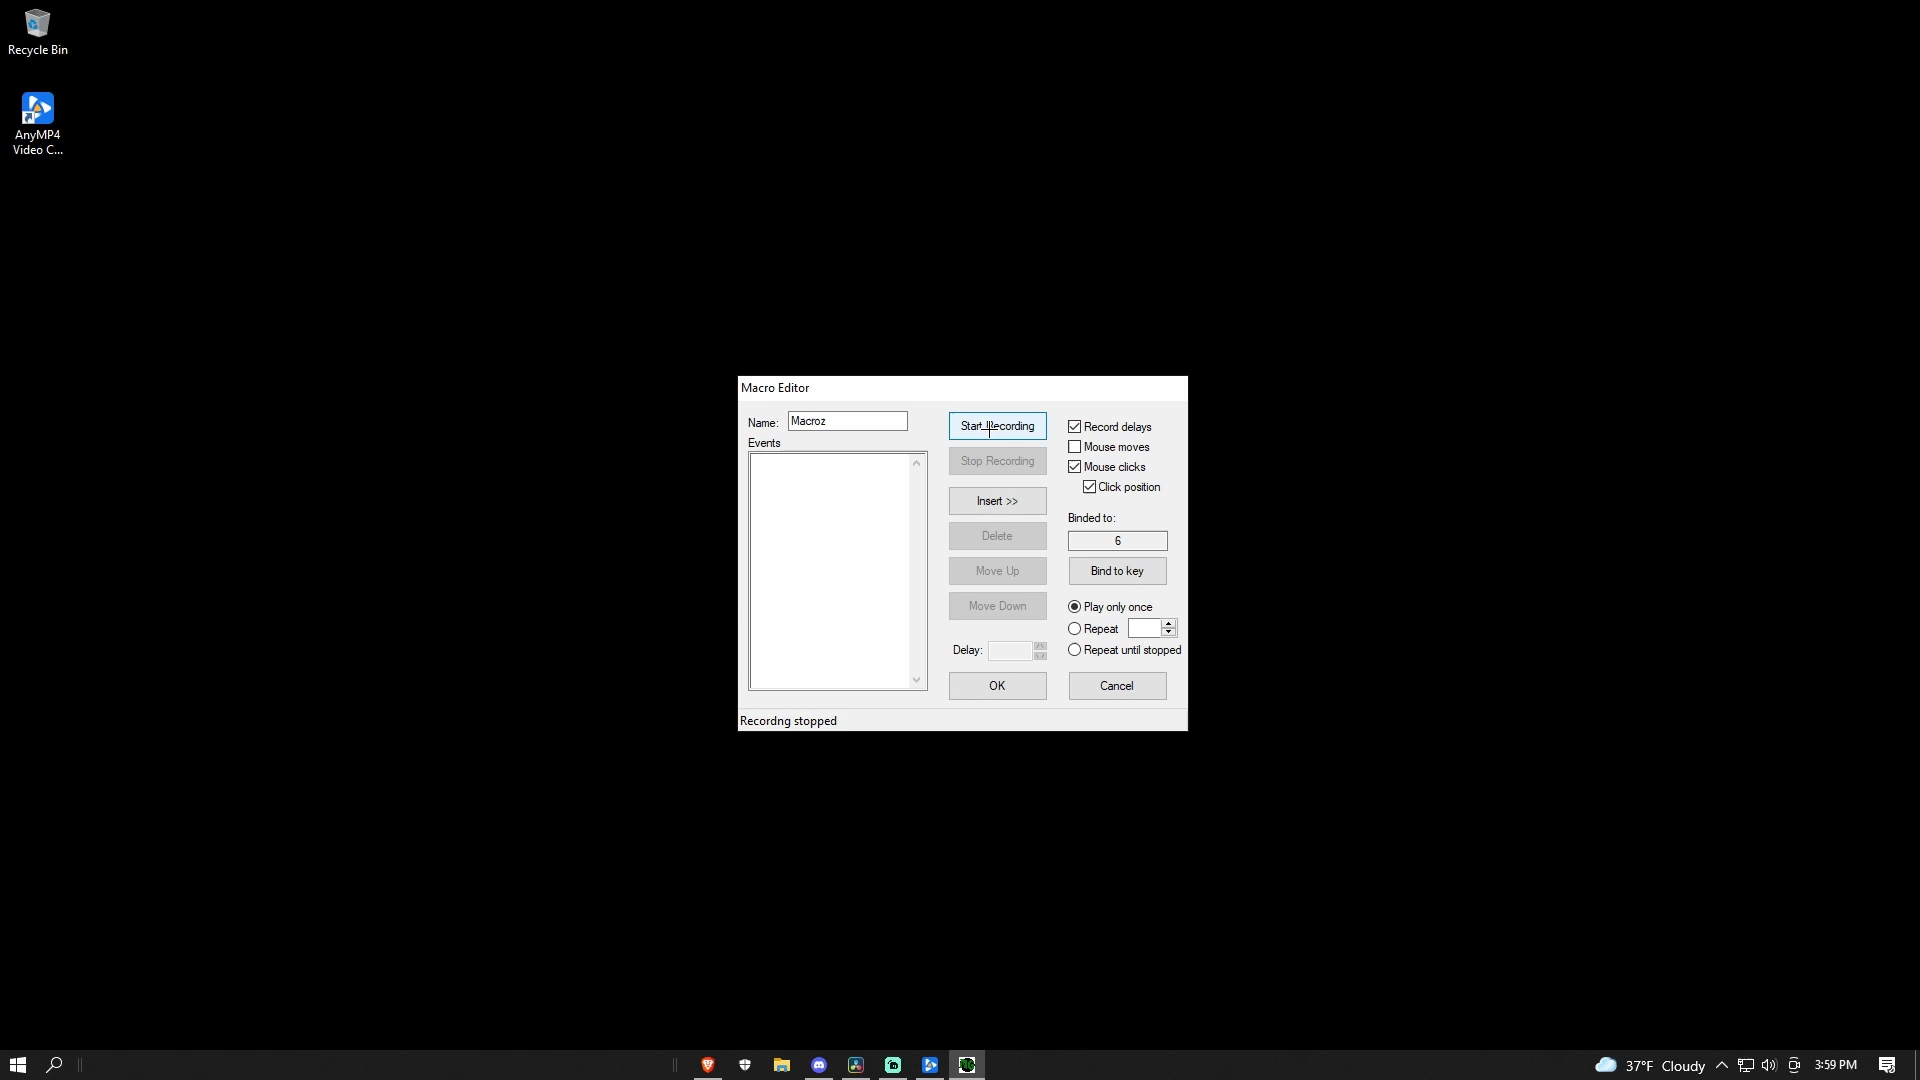 Recycle Bin
AnyMP4
Video C...
Macro Editor
Name: Macroz
Events
Start Recording
Stop Recording
Insert >>
Delete
Move Up
Move Down
Delay:
OK
Record delays
Mouse moves
Mouse clicks
Click position
Binded to:
6
Bind to key
Play only once
Repeat
Repeat until stopped
Cancel
Recordng stopped
37°F Cloudy
3:59 PM